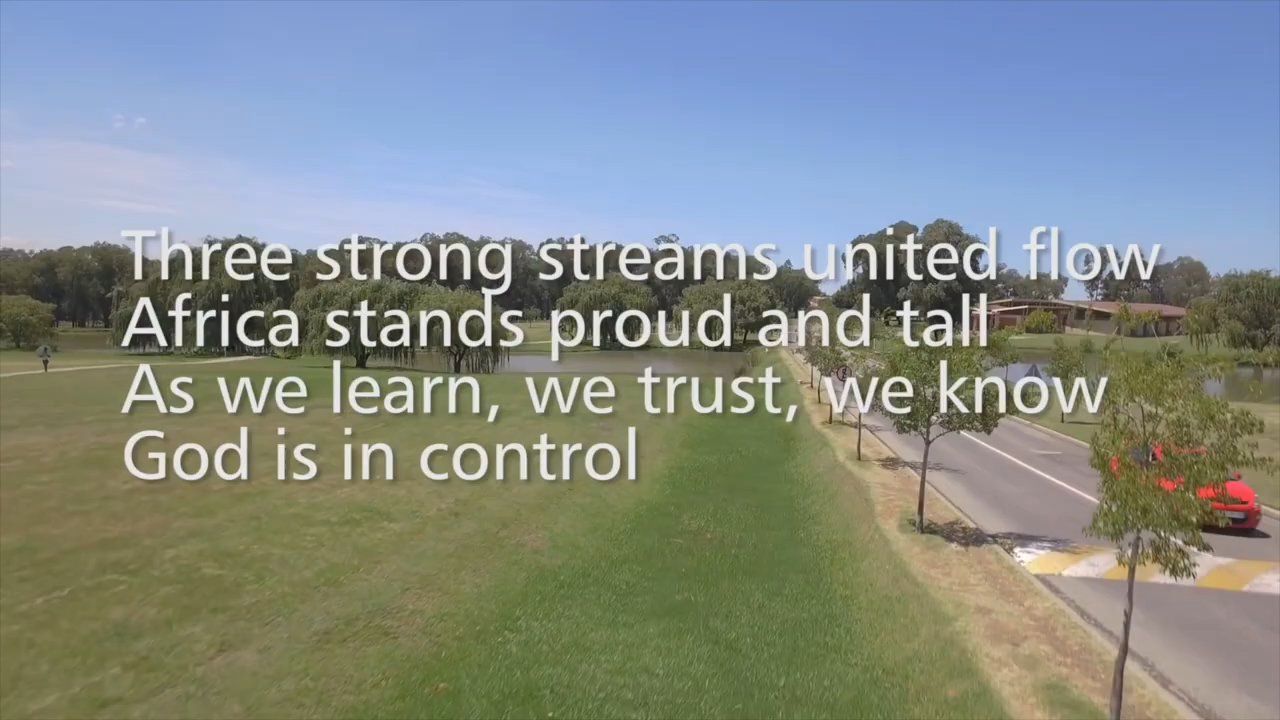 Three strong streams united flow
Africa stands proud and tall
As we learn, we trust, we know
God is in control